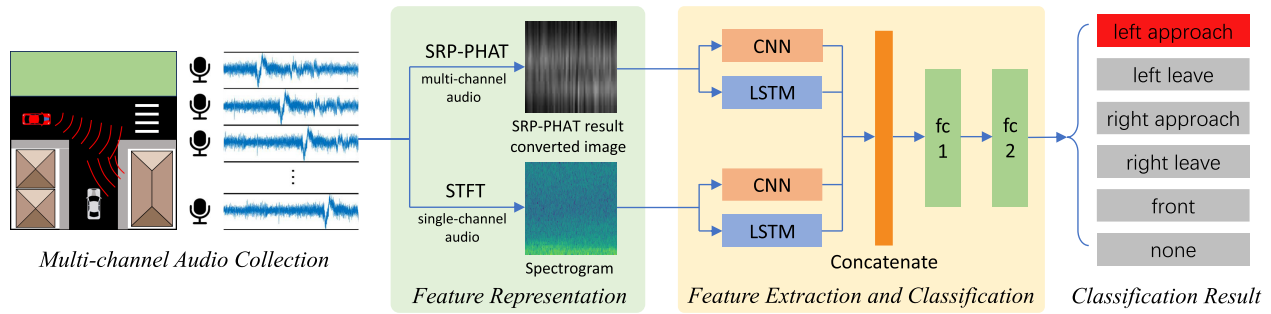 Multi-channel Audio Collection
SRP-PHAT
multi-channel
audio
SRP-PHAT result
converted image
STFT
single-channel
audio
Spectrogram
Feature Representation
CNN
LSTM
CNN
LSTM
Concatenate
fc
1
fc
2
Feature Extraction and Classification
left approach
left leave
right approach
right leave
front
none
Classification Result